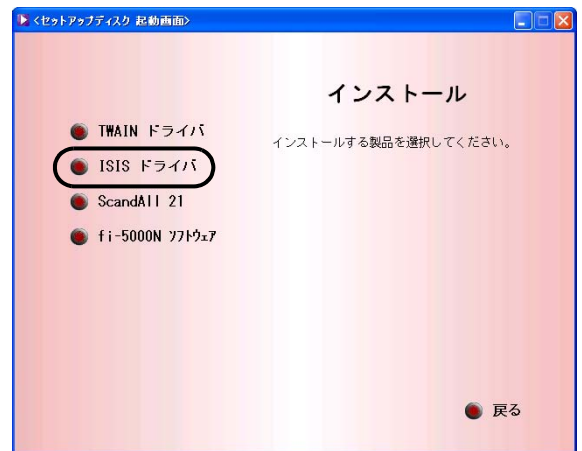 <セットアップディスク 起動画面>
インストール
インストールする製品を選択してください。
TWAIN ドライバ
ISIS ドライバ
ScandAll 21
fi-5000N ソフトウェア
戻る